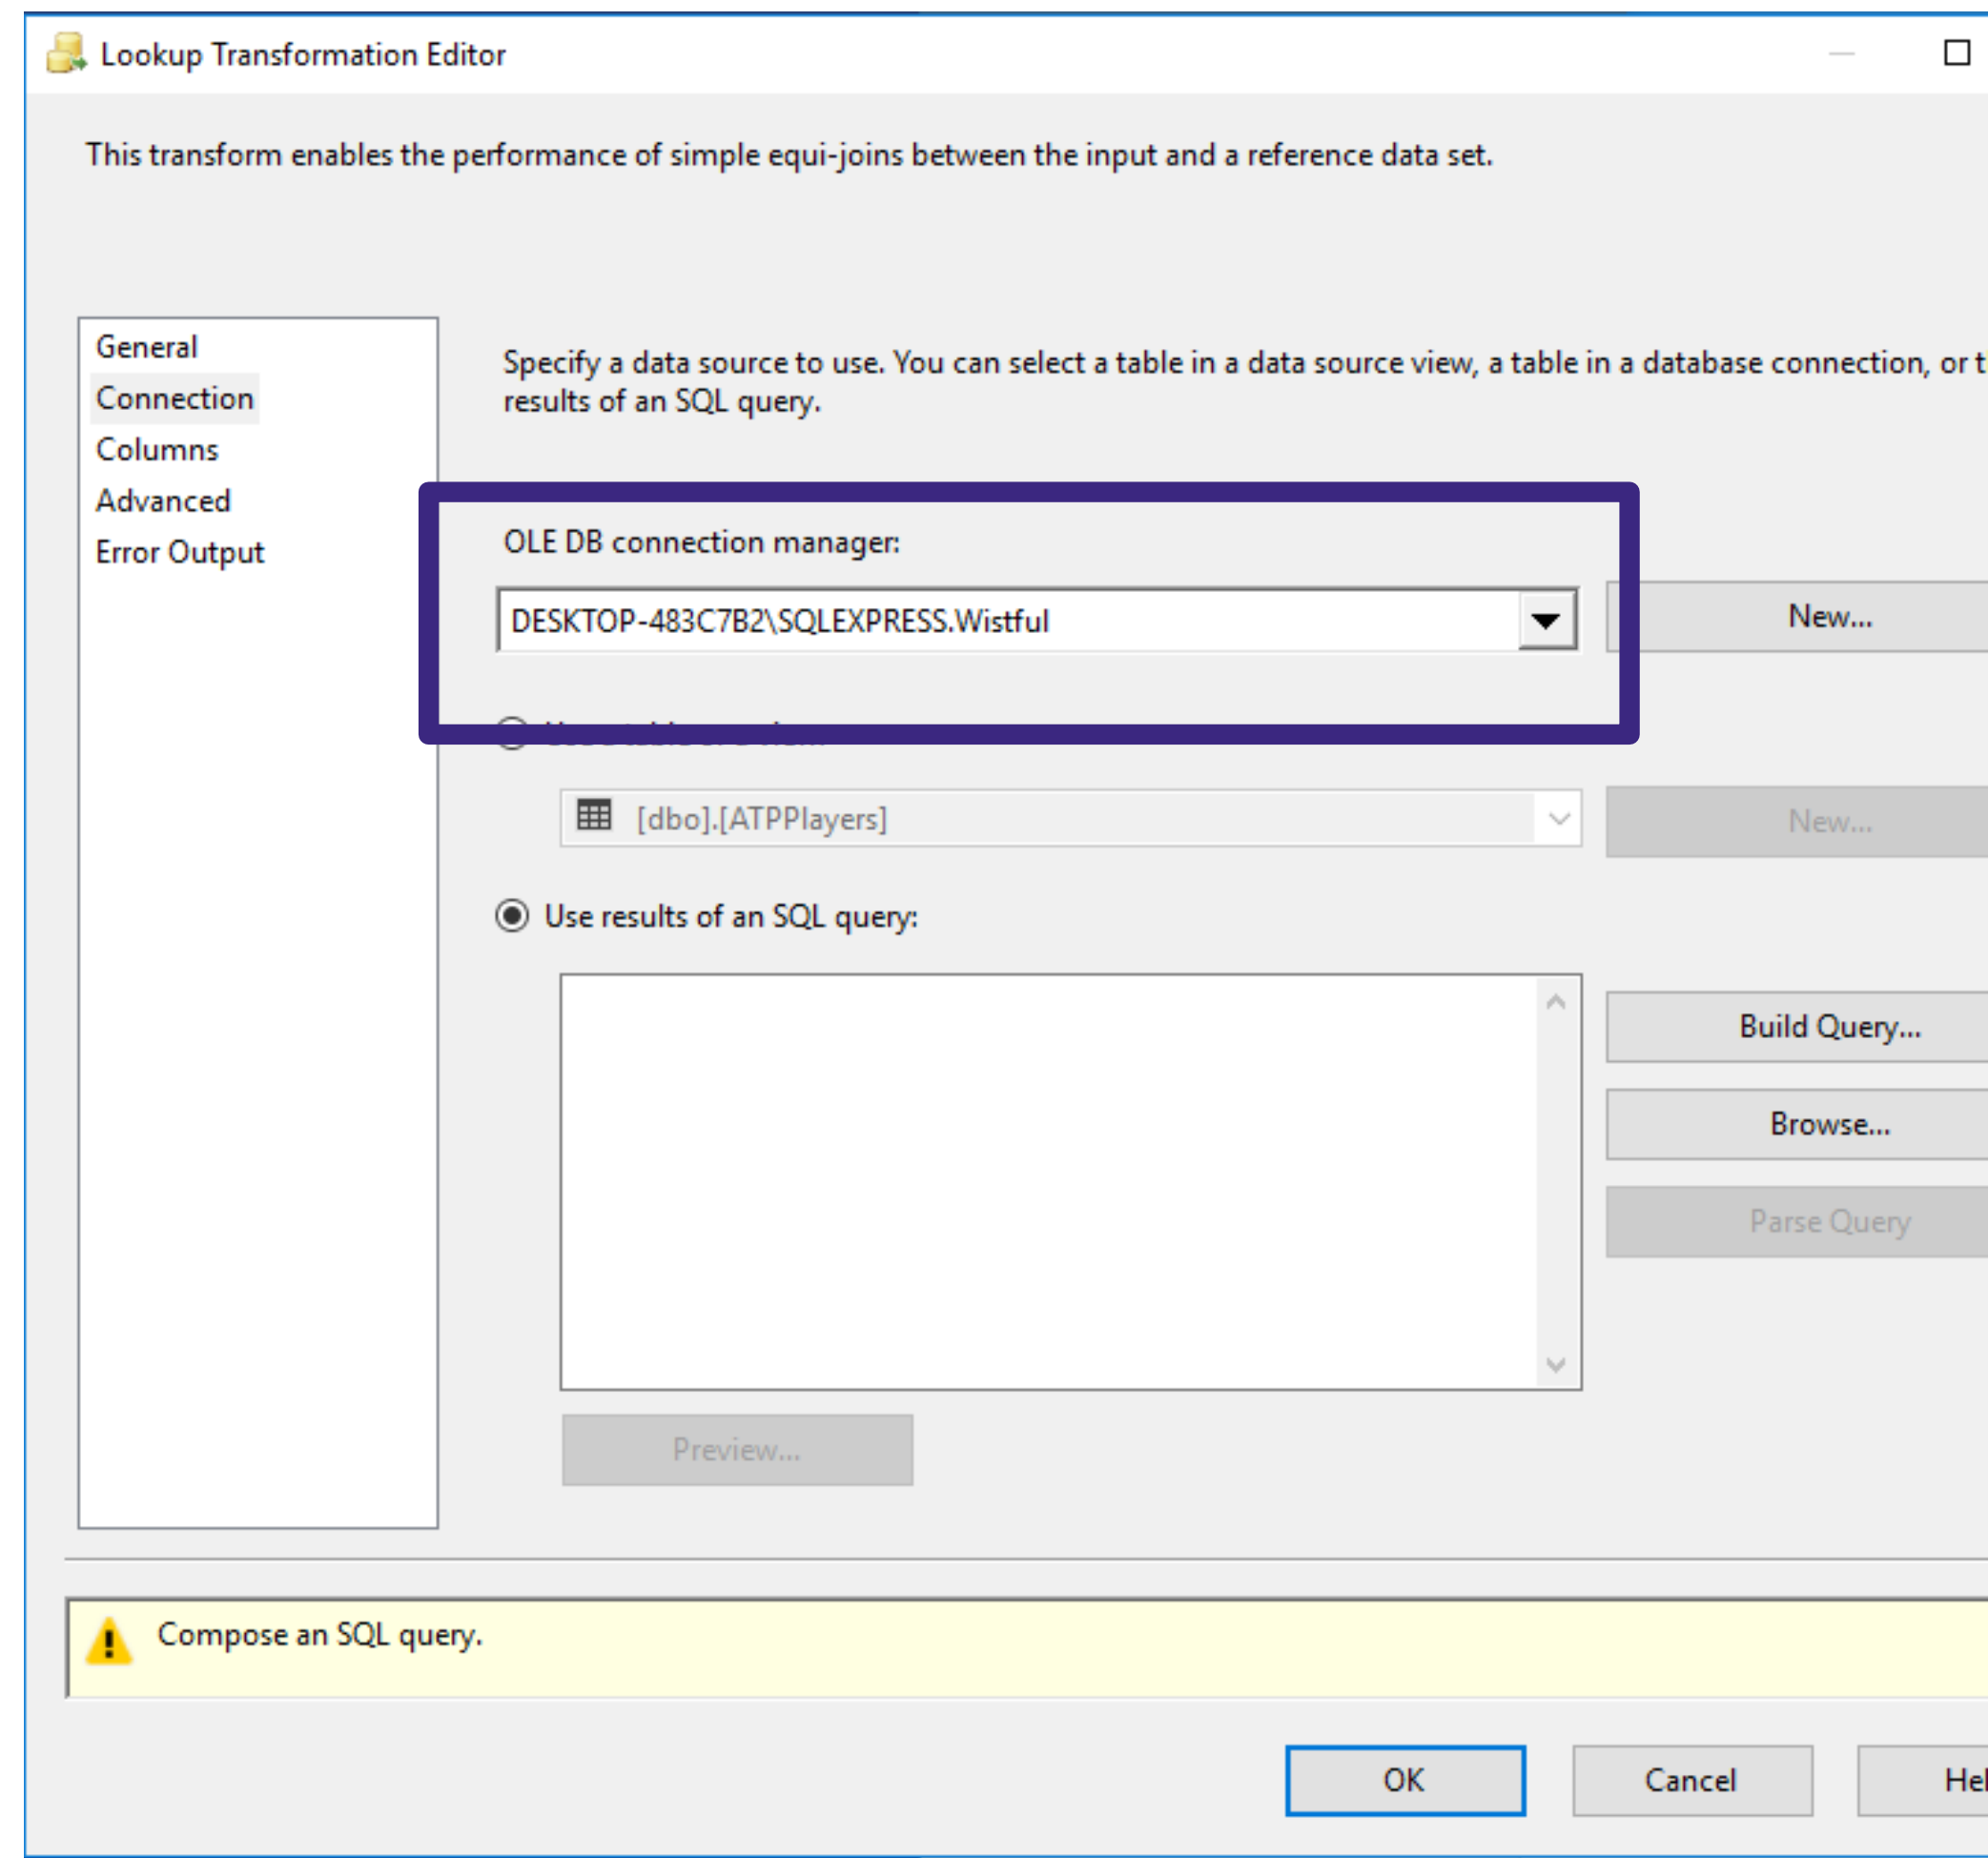 Lookup Transformation Editor
This transform enables the performance of simple equi-joins between the input and a reference data set.
General
Connection
Columns
Advanced
Error Output
Specify a data source to use. You can select a table in a data source view, a table in a database connection, or t
results of an SQL query.
OLE DB connection manager:
DESKTOP-483C7B2\SQLEXPRESS.Wistful
New...
[dbo].[ATPPlayers]
New...
Use results of an SQL query:
Build Query...
Browse...
Parse Query
Preview...
Compose an SQL query.
OK
Cancel
Hel